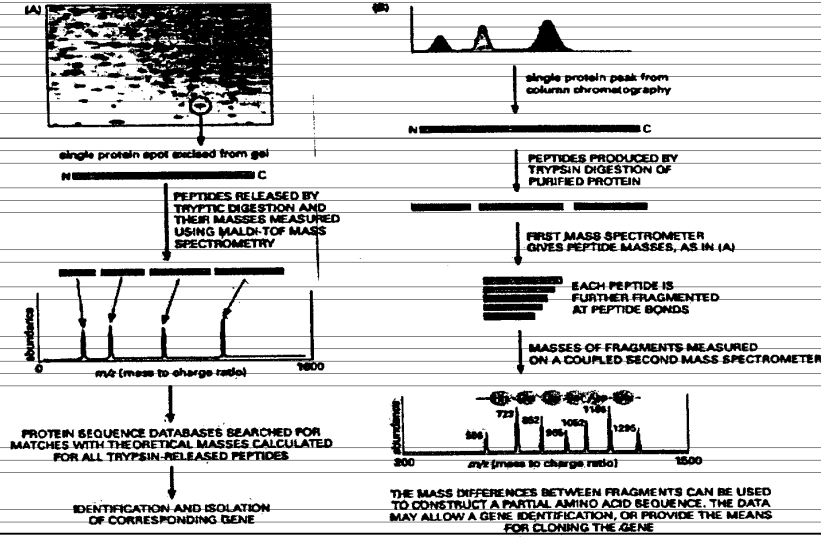 (A)
single protein spot excised from gel
N C
PEPTIDES RELEASED BY
TRYPTIC DIGESTION AND
THEIR MASSES MEASURED
USING MALDI-TOF MASS
SPECTROMETRY
abundance
0
m/z (mass to charge ratio)
1600
PROTEIN SEQUENCE DATABASES SEARCHED FOR
MATCHES WITH THEORETICAL MASSES CALCULATED
FOR ALL TRYPSIN-RELEASED PEPTIDES
IDENTIFICATION AND ISOLATION
OF CORRESPONDING GENE
(B)
single protein peak from
column chromatography
N C
PEPTIDES PRODUCED BY
TRYPSIN DIGESTION OF
PURIFIED PROTEIN
FIRST MASS SPECTROMETER
GIVES PEPTIDE MASSES, AS IN (A)
EACH PEPTIDE IS
FURTHER FRAGMENTED
AT PEPTIDE BONDS
MASSES OF FRAGMENTS MEASURED
ON A COUPLED SECOND MASS SPECTROMETER
abundance
723
852
1052
1295
200
m/z (mass to charge ratio)
1500
THE MASS DIFFERENCES BETWEEN FRAGMENTS CAN BE USED
TO CONSTRUCT A PARTIAL AMINO ACID SEQUENCE. THE DATA
MAY ALLOW A GENE IDENTIFICATION, OR PROVIDE THE MEANS
FOR CLONING THE GENE